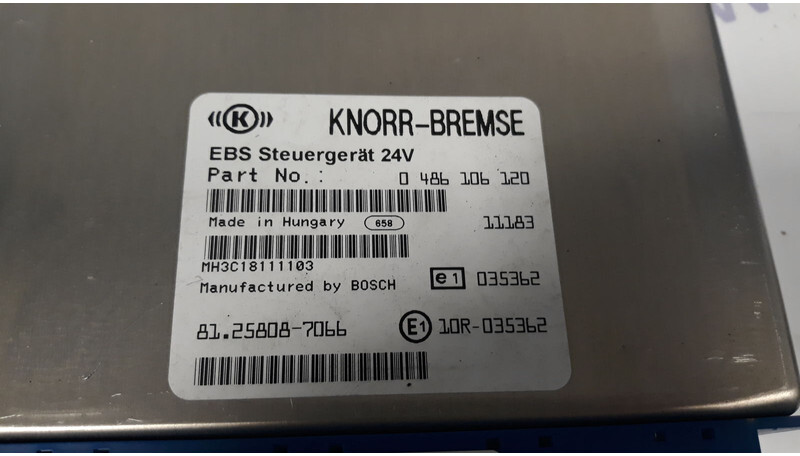 K KNORR-BREMSE
EBS Steuergerät 24V
Part No.: 0 486 106 120
Made in Hungary 658 11183
MH3C18111103
Manufactured by BOSCH e1 035362
81.25808-7066 E1 10R-035362